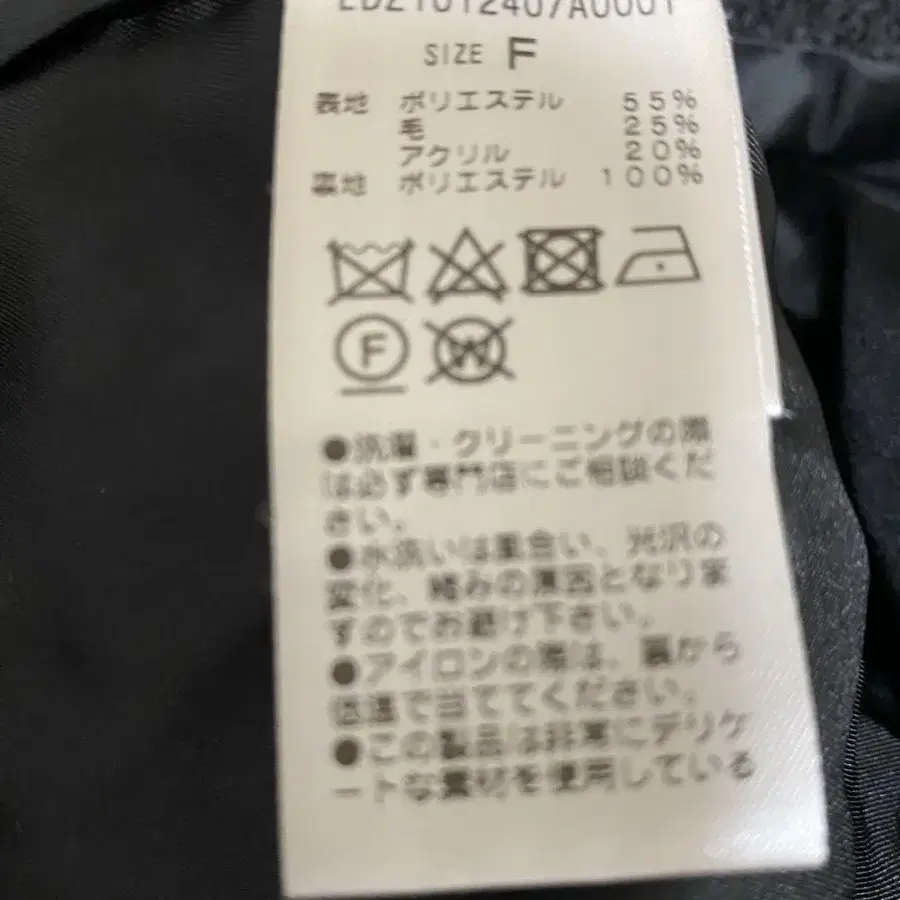 LDZ1012407A0001
SIZE F
表地 ポリエステル 55%
毛 25%
アクリル 20%
裏地 ポリエステル 100%
F W
●洗濯・クリーニングの際
は必ず専門店にご相談くだ
さい。
●水洗いは風合い、光沢の
変化、縮みの原因となりま
すのでお避け下さい。
●アイロンの際は、裏から
低温で当ててください。
●この製品は非常にデリケ
ートな素材を使用している